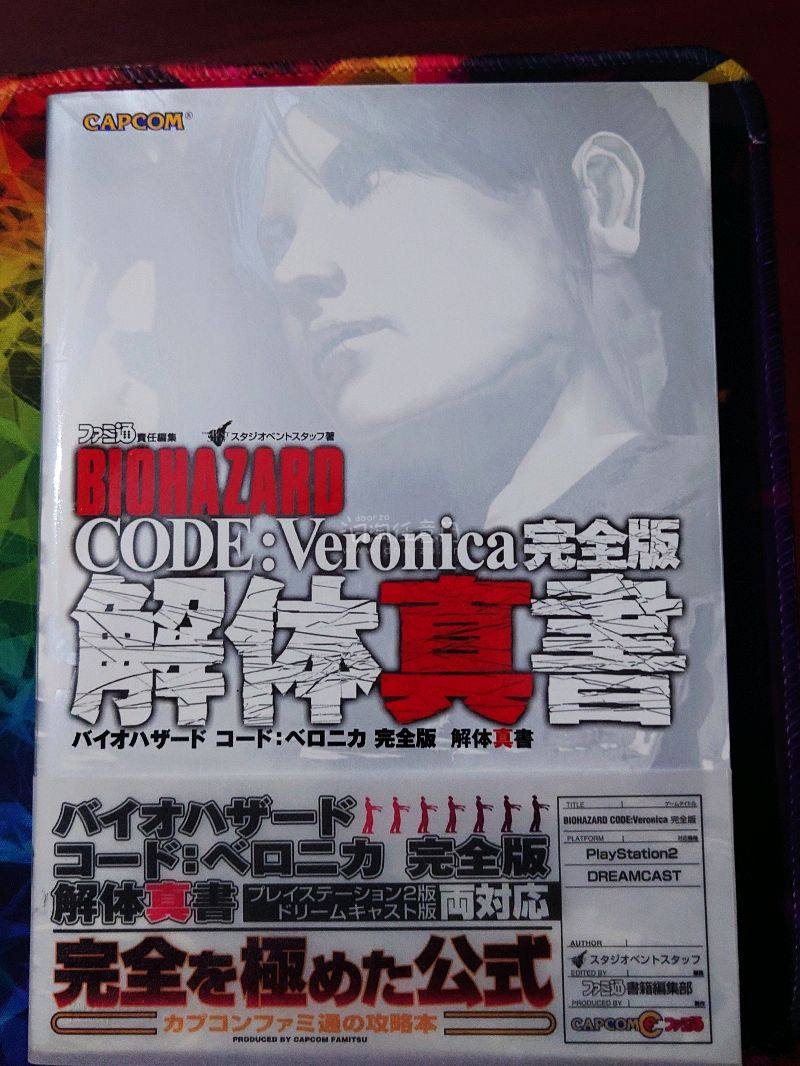 CAPCOM®
ファミ通 責任編集 スタジオベントスタッフ著
BIOHAZARD
CODE:Veronica完全版
解体真書
バイオハザード コード:ベロニカ 完全版 解体真書
バイオハザード
コード:ベロニカ 完全版
解体真書 プレイステーション2版 ドリームキャスト版 両対応
完全を極めた公式
カプコンファミ通の攻略本
PRODUCED BY CAPCOM FAMITSU
TITLE ゲームタイトル
BIOHAZARD CODE:Veronica 完全版
PLATFORM 対応機種
PlayStation2
DREAMCAST
AUTHOR
スタジオベントスタッフ
EDITED BY 編集
ファミ通書籍編集部
PRODUCED BY 制作
CAPCOM ファミ通
doorzo